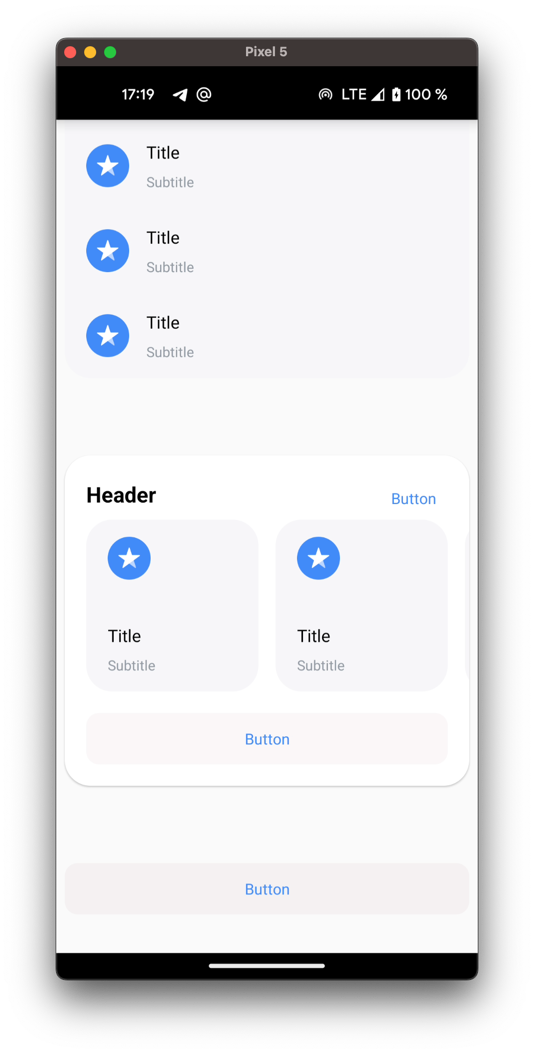 Pixel 5
17:19 @ LTE 100 %
Title
Subtitle
Title
Subtitle
Title
Subtitle
Header Button
Title Title
Subtitle Subtitle
Button
Button